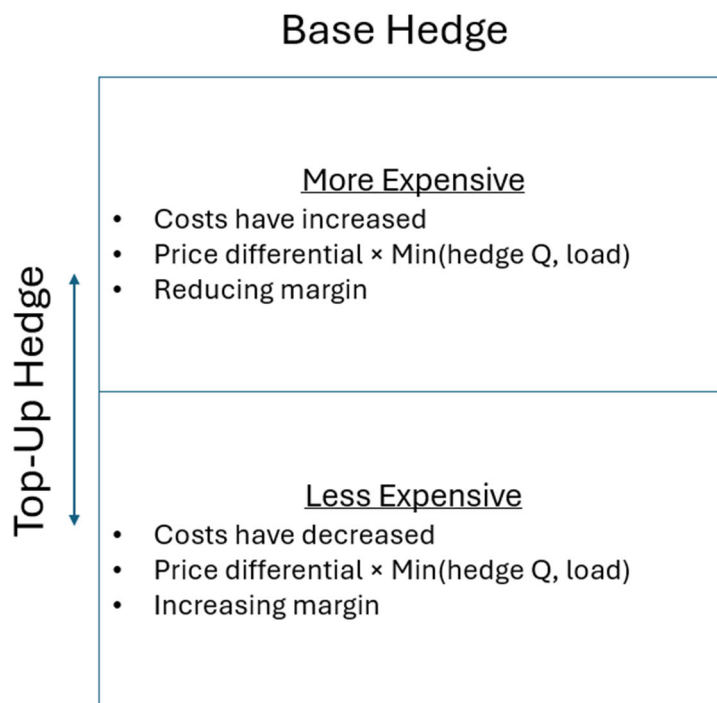 Base Hedge
Top-Up Hedge
More Expensive
• Costs have increased
• Price differential × Min(hedge Q, load)
• Reducing margin
Less Expensive
• Costs have decreased
• Price differential × Min(hedge Q, load)
• Increasing margin